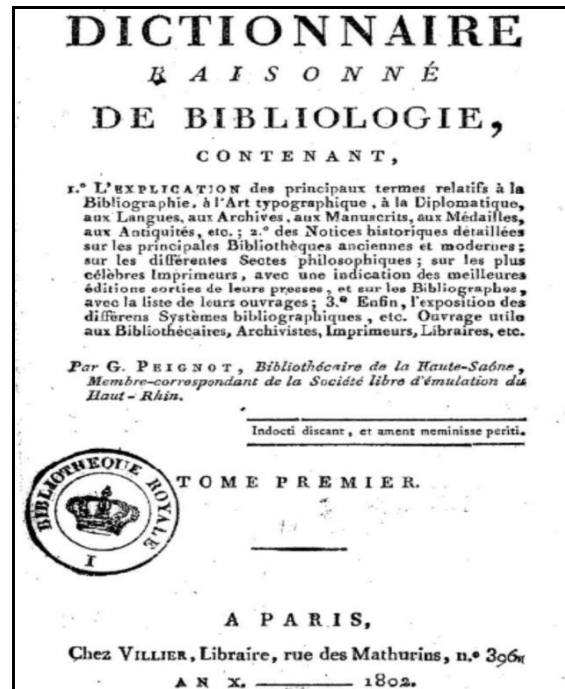 DICTIONNAIRE
RAISONNÉ
DE BIBLIOLOGIE,
CONTENANT,
1.º L'EXPLICATION des principaux termes relatifs à la
Bibliographie, à l'Art typographique, à la Diplomatique,
aux Langues, aux Archives, aux Manuscrits, aux Médailles,
aux Antiquités, etc.; 2.º des Notices historiques détaillées
sur les principales Bibliothèques anciennes et modernes;
sur les différentes Sectes philosophiques; sur les plus
célèbres Imprimeurs, avec une indication des meilleures
éditions sorties de leurs presses, et sur les Bibliographes,
avec la liste de leurs ouvrages; 3.º Enfin, l'exposition des
différens Systèmes bibliographiques, etc. Ouvrage utile
aux Bibliothécaires, Archivistes, Imprimeurs, Libraires, etc.
Par G. PEIGNOT, Bibliothécaire de la Haute-Saône,
Membre-correspondant de la Société libre d'émulation du
Haut-Rhin.
Indocti discant, et ament meminisse periti.
TOME PREMIER.
BIBLIOTHEQUE ROYALE
I
A PARIS,
Chez VILLIER, Libraire, rue des Mathurins, n.º 396.
AN X. 1802.